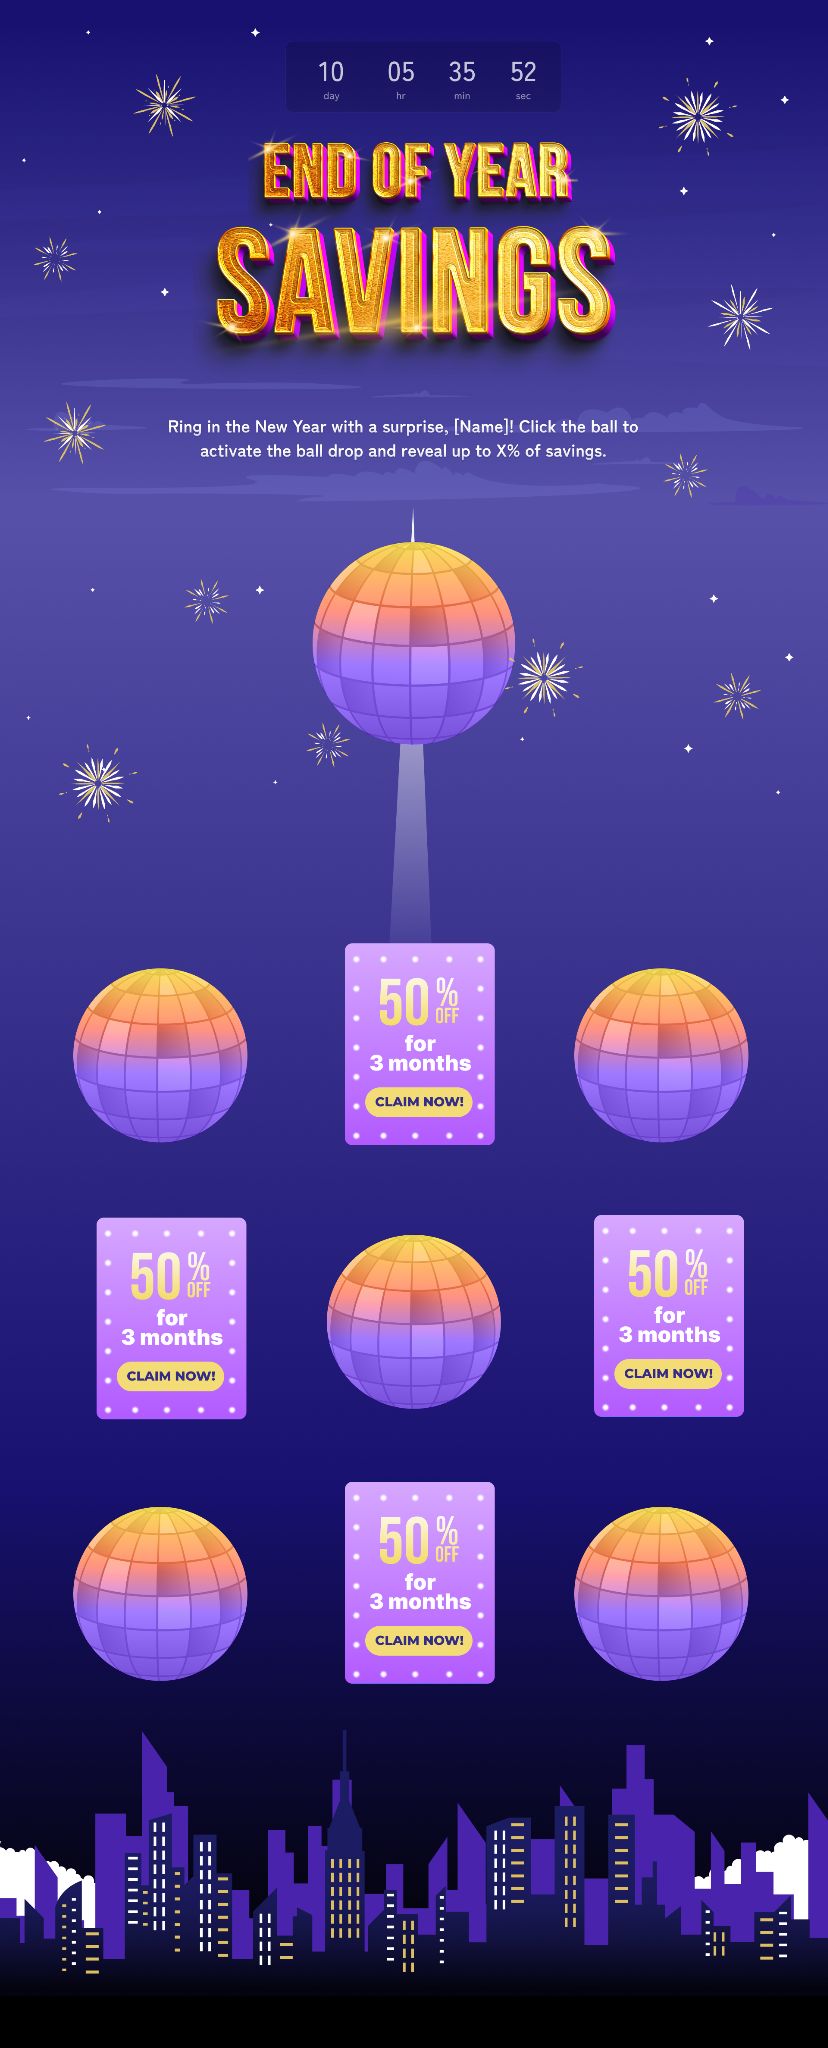 10 05 35 52
day hr min sec
END OF YEAR
SAVINGS
Ring in the New Year with a surprise, [Name]! Click the ball to
activate the ball drop and reveal up to X% of savings.
50% OFF
for
3 months
CLAIM NOW!
50% OFF
for
3 months
CLAIM NOW!
50% OFF
for
3 months
CLAIM NOW!
50% OFF
for
3 months
CLAIM NOW!